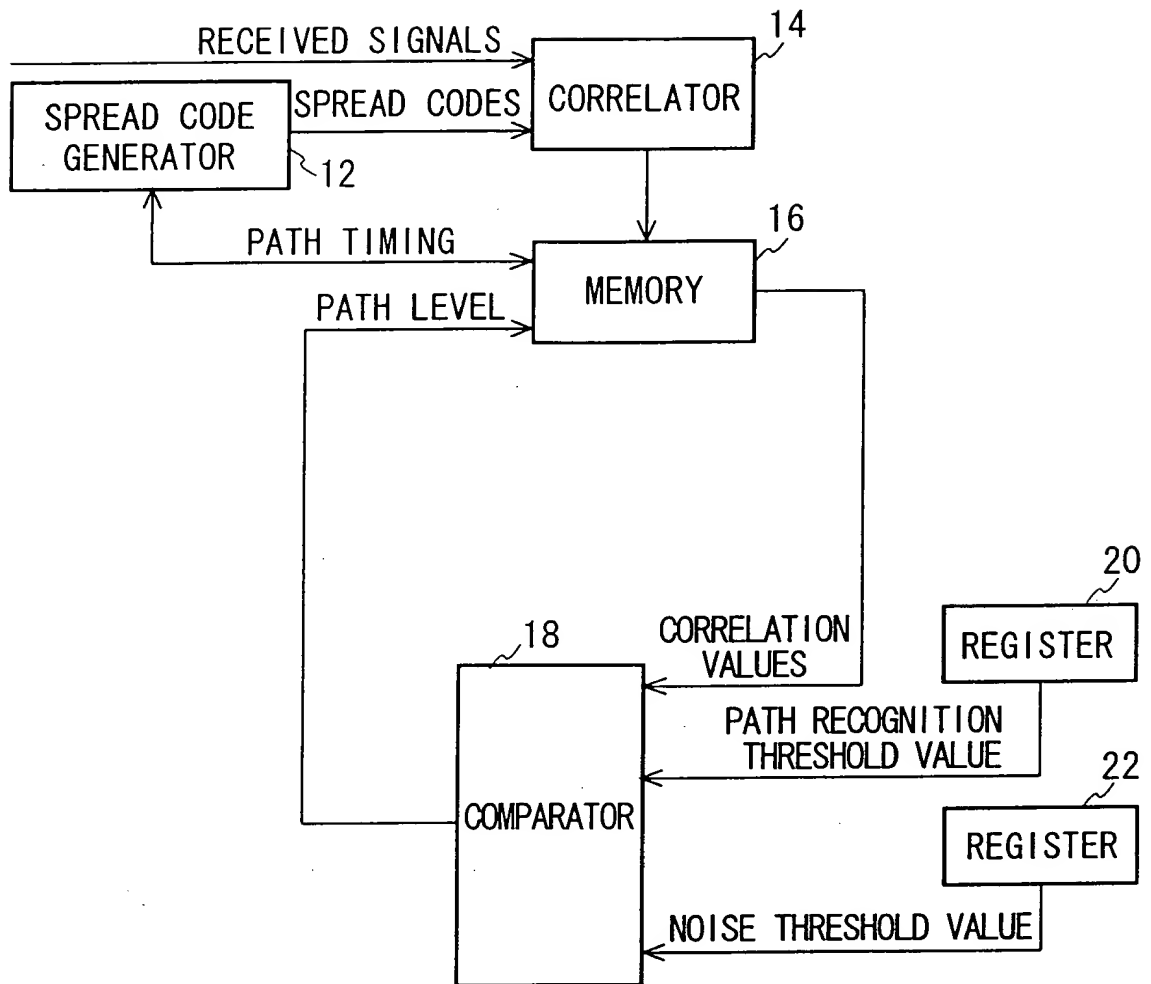 RECEIVED SIGNALS
14
CORRELATOR
SPREAD CODE
GENERATOR
SPREAD CODES
12
PATH TIMING
16
MEMORY
PATH LEVEL
20
REGISTER
CORRELATION
VALUES
18
PATH RECOGNITION
THRESHOLD VALUE
22
REGISTER
COMPARATOR
NOISE THRESHOLD VALUE